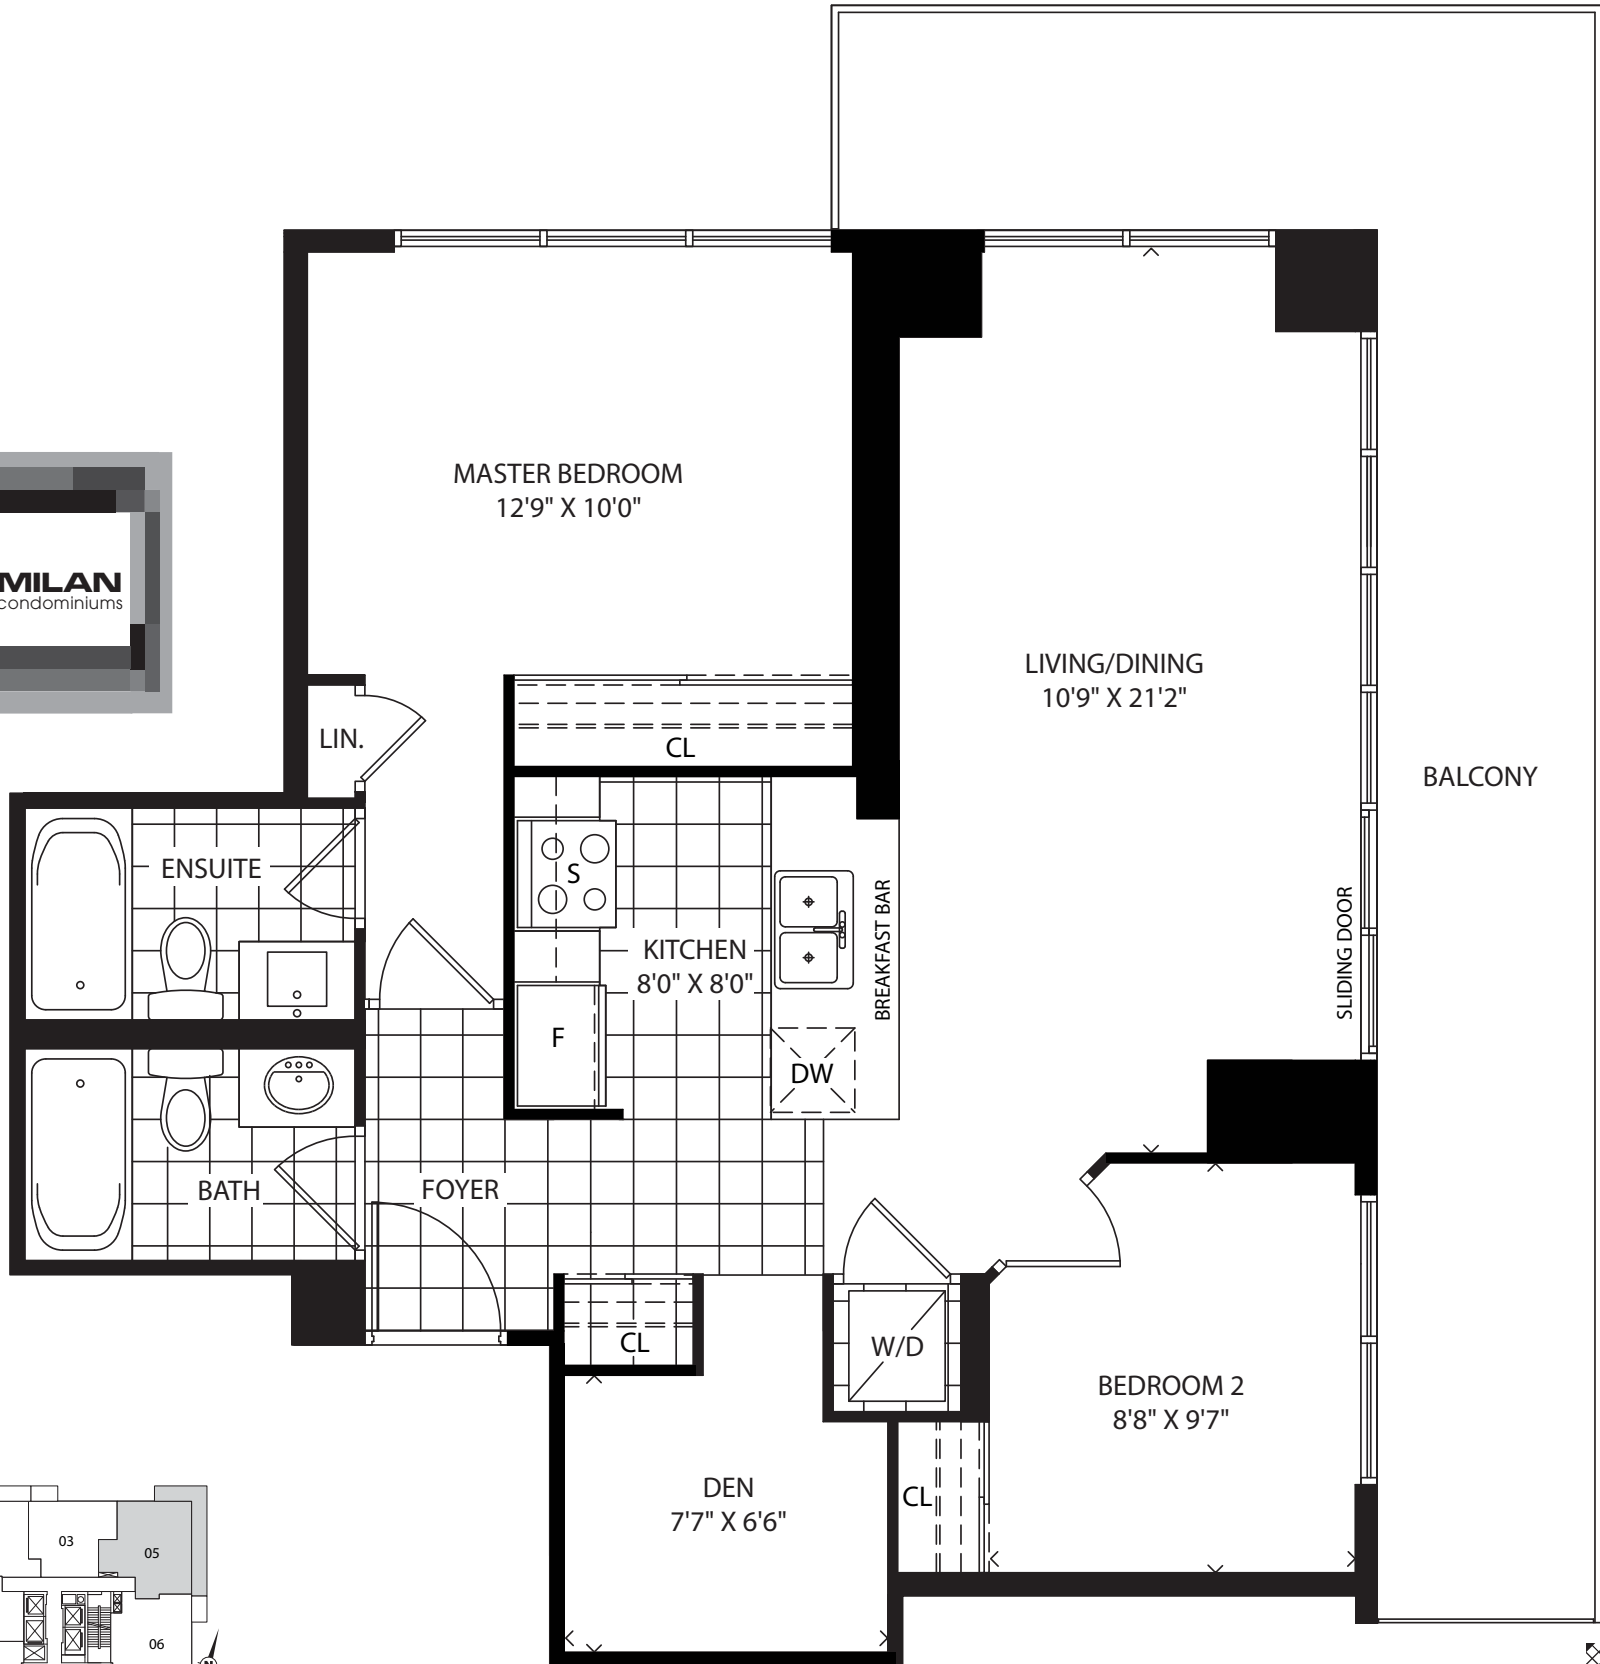 MASTER BEDROOM
12'9" X 10'0"
MILAN
condominiums
LIVING/DINING
10'9" X 21'2"
LIN.
CL
BALCONY
ENSUITE
S
KITCHEN
8'0" X 8'0"
BREAKFAST BAR
SLIDING DOOR
F
DW
BATH
FOYER
CL
W/D
BEDROOM 2
8'8" X 9'7"
DEN
7'7" X 6'6"
CL
03
05
06
N